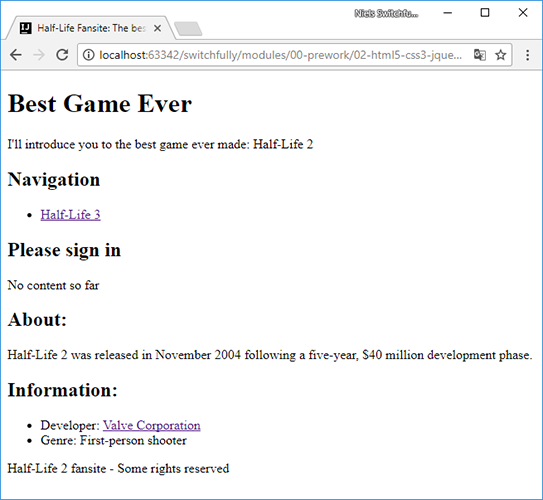 Niels Switchfu...
Half-Life Fansite: The bes
localhost:63342/switchfully/modules/00-prework/02-html5-css3-jque...
Best Game Ever
I'll introduce you to the best game ever made: Half-Life 2
Navigation
Half-Life 3
Please sign in
No content so far
About:
Half-Life 2 was released in November 2004 following a five-year, $40 million development phase.
Information:
Developer: Valve Corporation
Genre: First-person shooter
Half-Life 2 fansite - Some rights reserved